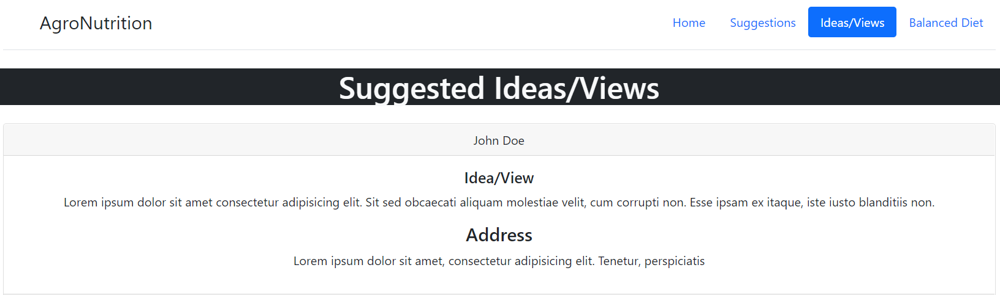 AgroNutrition Home Suggestions Ideas/Views Balanced Diet
Suggested Ideas/Views
John Doe
Idea/View
Lorem ipsum dolor sit amet consectetur adipisicing elit. Sit sed obcaecati aliquam molestiae velit, cum corrupti non. Esse ipsam ex itaque, iste iusto blanditiis non.
Address
Lorem ipsum dolor sit amet, consectetur adipisicing elit. Tenetur, perspiciatis